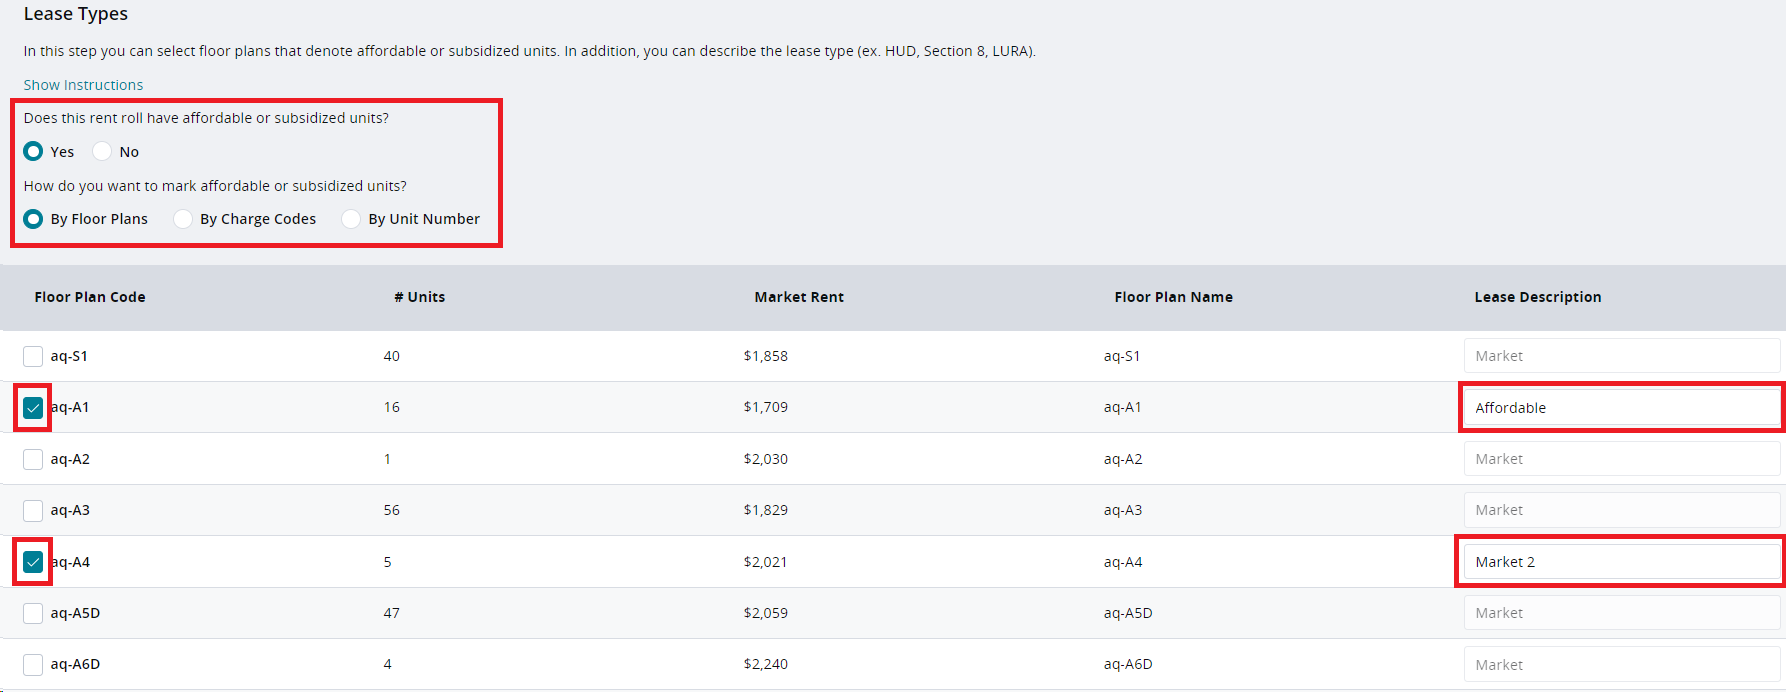 Lease Types
In this step you can select floor plans that denote affordable or subsidized units. In addition, you can describe the lease type (ex. HUD, Section 8, LURA).
Show Instructions
Does this rent roll have affordable or subsidized units?
Yes No
How do you want to mark affordable or subsidized units?
By Floor Plans By Charge Codes By Unit Number
Floor Plan Code # Units Market Rent Floor Plan Name Lease Description
aq-S1 40 $1,858 aq-S1 Market
aq-A1 16 $1,709 aq-A1 Affordable
aq-A2 1 $2,030 aq-A2 Market
aq-A3 56 $1,829 aq-A3 Market
aq-A4 5 $2,021 aq-A4 Market 2
aq-A5D 47 $2,059 aq-A5D Market
aq-A6D 4 $2,240 aq-A6D Market